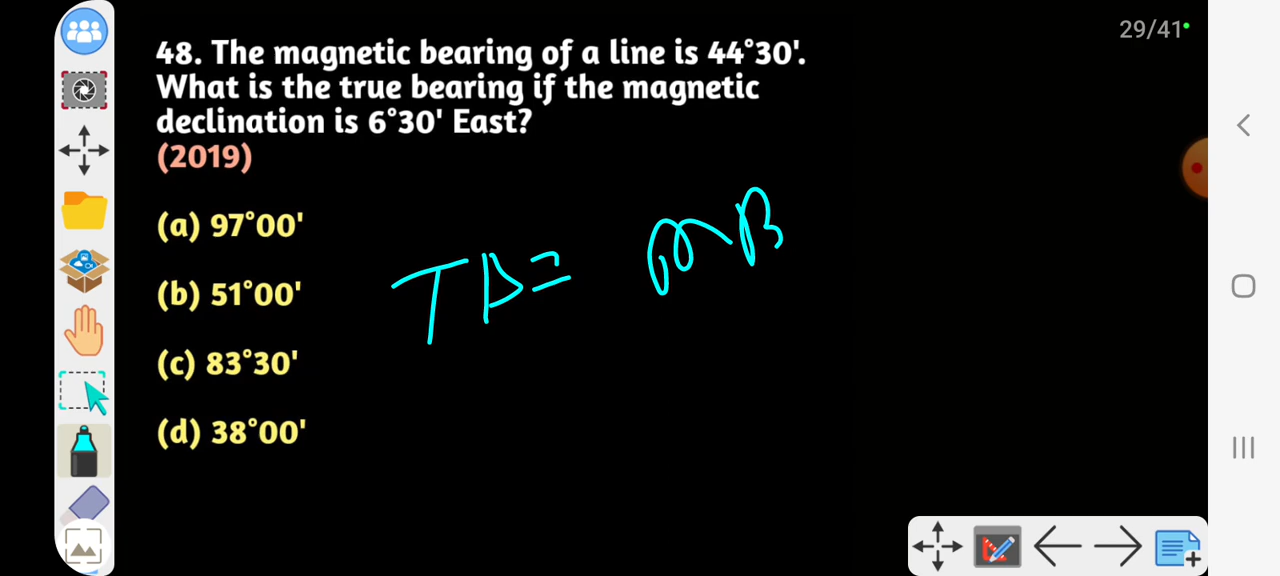 29/41
48. The magnetic bearing of a line is 44°30'.
What is the true bearing if the magnetic
declination is 6°30' East?
(2019)
(a) 97°00'
(b) 51°00'
(c) 83°30'
(d) 38°00'
TB = MB